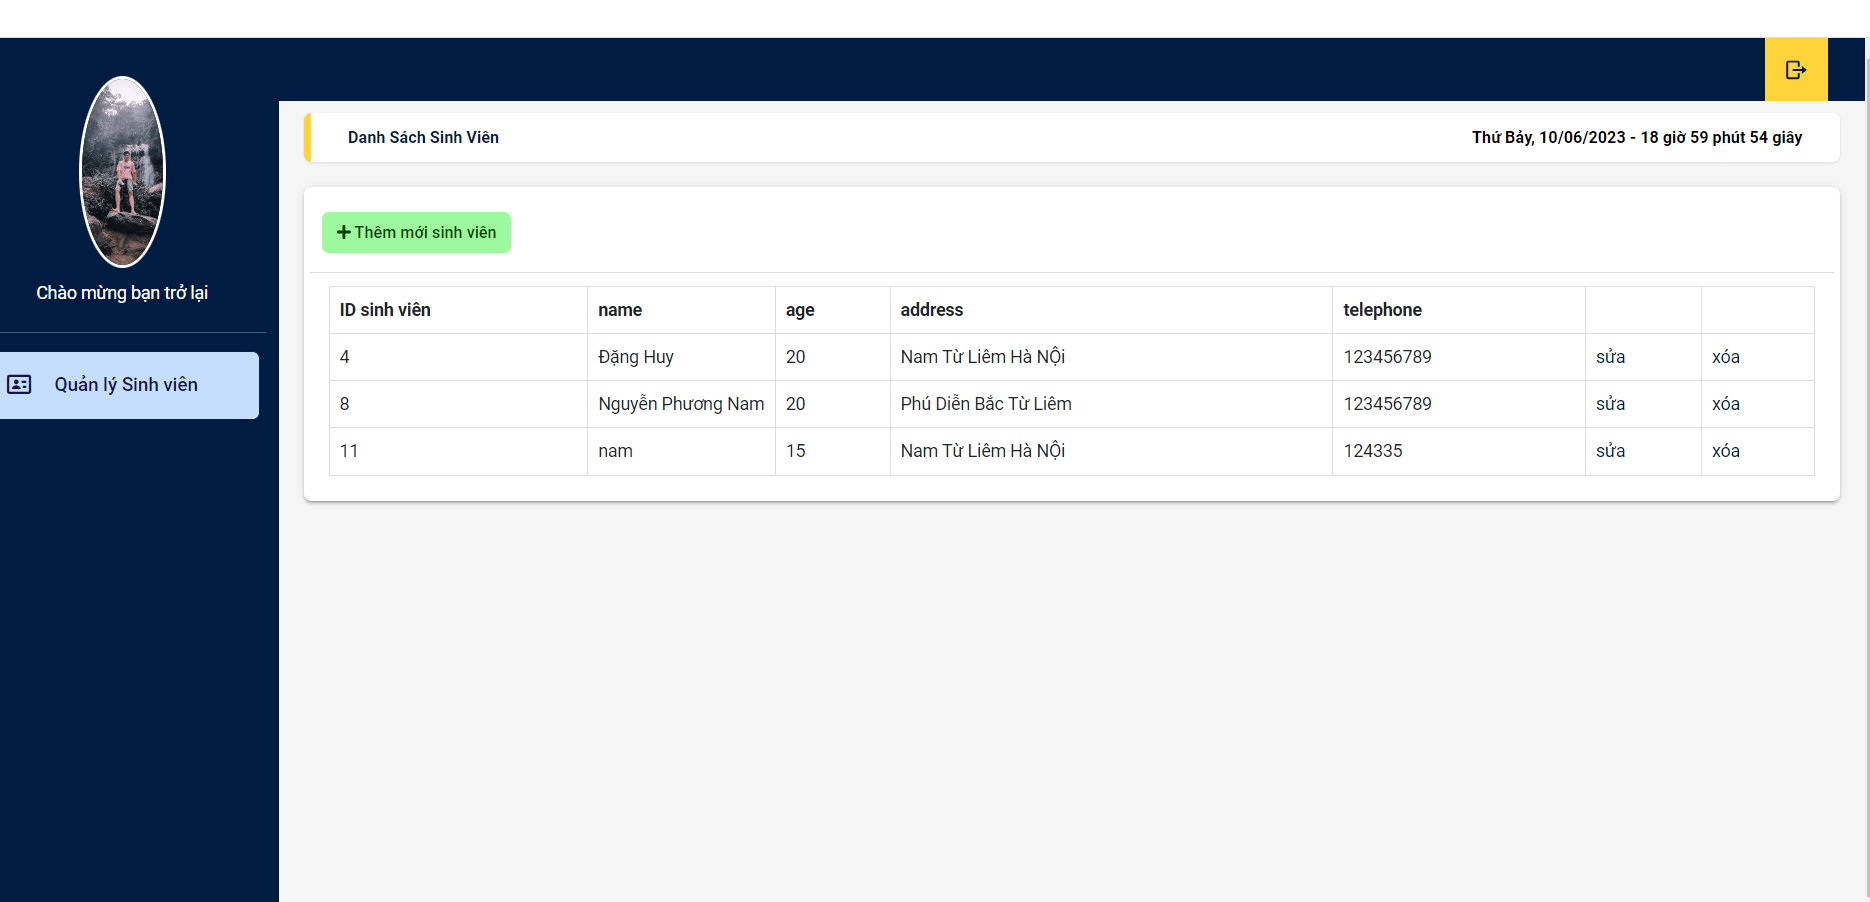 Chào mừng bạn trở lại
Quản lý Sinh viên
Danh Sách Sinh Viên
Thứ Bảy, 10/06/2023 - 18 giờ 59 phút 54 giây
Thêm mới sinh viên
ID sinh viên name age address telephone
4 Đặng Huy 20 Nam Từ Liêm Hà NỘi 123456789 sửa xóa
8 Nguyễn Phương Nam 20 Phú Diễn Bắc Từ Liêm 123456789 sửa xóa
11 nam 15 Nam Từ Liêm Hà NỘi 124335 sửa xóa